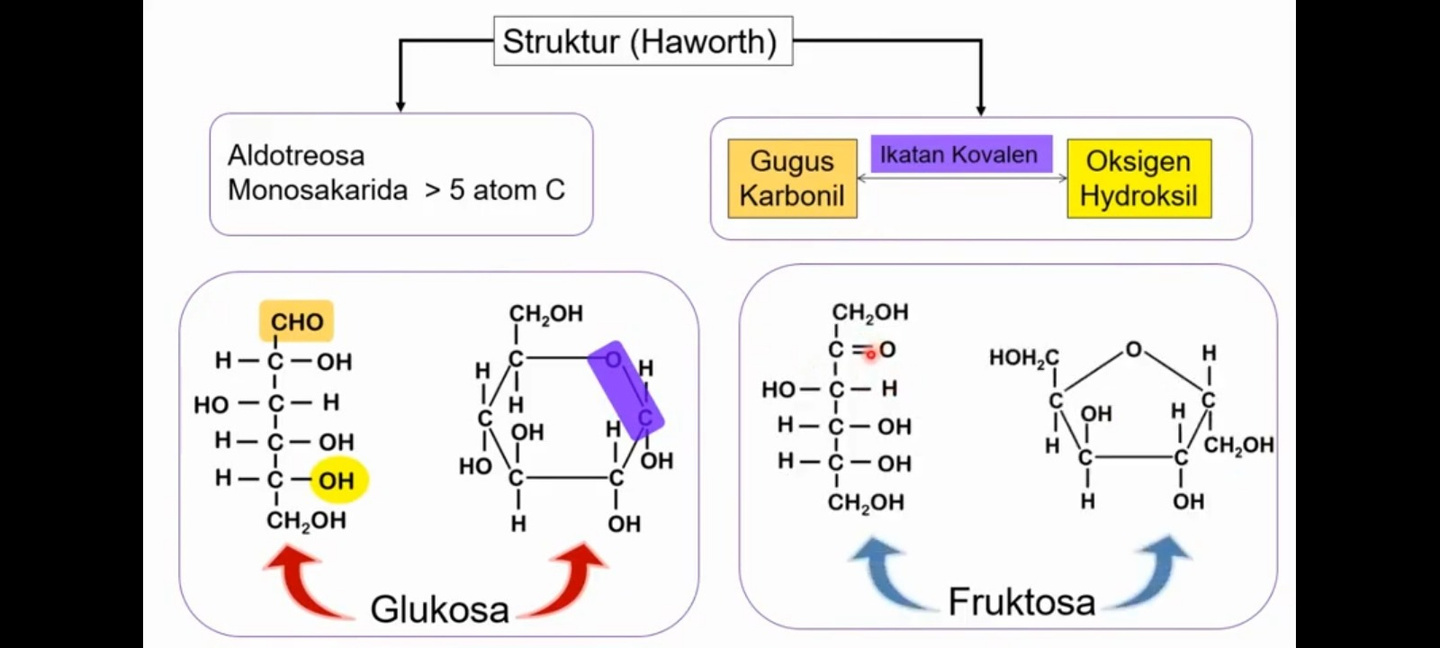 Struktur (Haworth)
Aldotreosa
Monosakarida > 5 atom C
Gugus
Karbonil
Ikatan Kovalen
Oksigen
Hydroksil
CHO
H – C – OH
HO – C – H
H – C – OH
H – C – OH
CH₂OH
CH₂OH
C O H
H
C H C
OH H
HO OH
C C
H OH
Glukosa
CH₂OH
C = O
HO – C – H
H – C – OH
H – C – OH
CH₂OH
O H
HOH₂C
C C
OH H
H CH₂OH
C C
H OH
Fruktosa